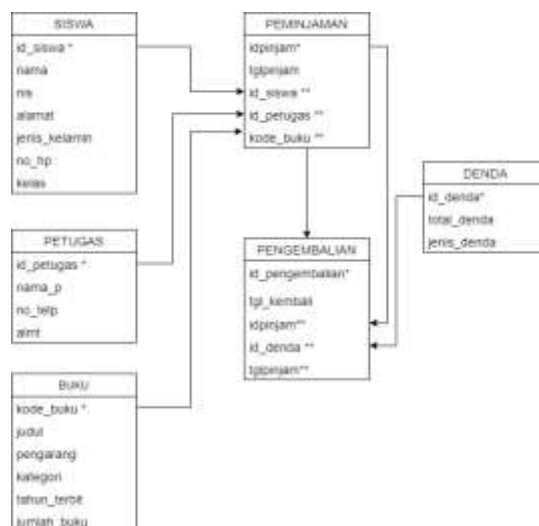 SISWA
id_siswa *
nama
nis
alamat
jenis_kelamin
no_hp
kelas
PETUGAS
id_petugas *
nama_p
no_telp
almt
BUKU
kode_buku *
judul
pengarang
kategori
tahun_terbit
jumlah_buku
PEMINJAMAN
idpinjam*
tglpinjam
id_siswa **
id_petugas **
kode_buku **
PENGEMBALIAN
id_pengembalian*
tgl_kembali
idpinjam**
id_denda **
tglpinjam**
DENDA
id_denda*
total_denda
jenis_denda